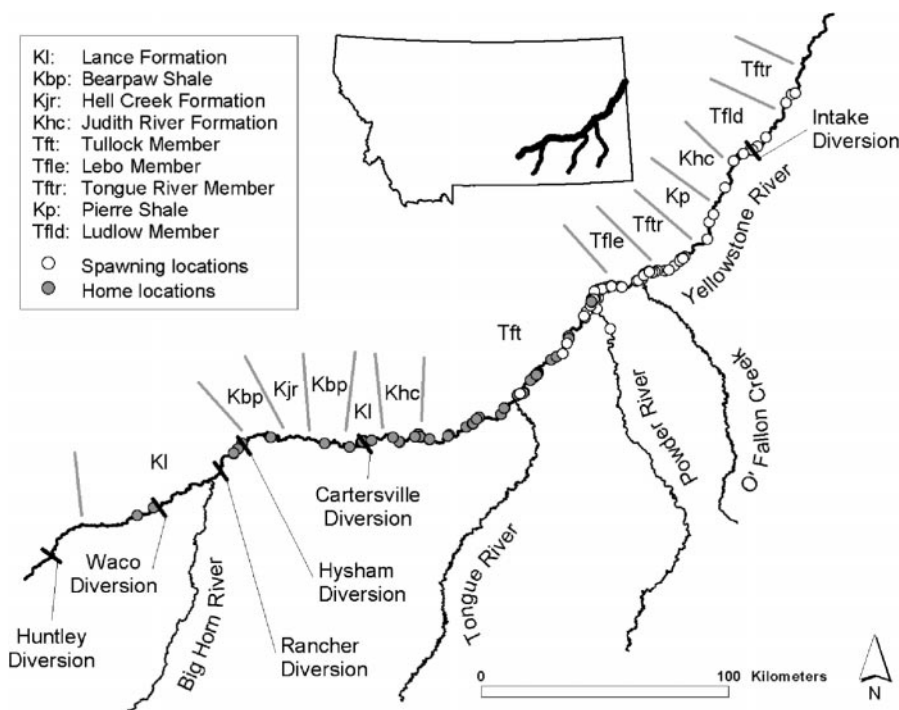 Kl: Lance Formation
Kbp: Bearpaw Shale
Kjr: Hell Creek Formation
Khc: Judith River Formation
Tft: Tullock Member
Tfle: Lebo Member
Tftr: Tongue River Member
Kp: Pierre Shale
Tfld: Ludlow Member
Spawning locations
Home locations
Tftr
Tfld
Intake
Diversion
Khc
Kp
Tftr
Tfle
Yellowstone River
Tft
Kbp
Kjr
Kbp
Kl
Khc
Kl
Powder River
O' Fallon Creek
Cartersville
Diversion
Waco
Diversion
Hysham
Diversion
Tongue River
Big Horn River
Huntley
Diversion
Rancher
Diversion
0 100 Kilometers
N